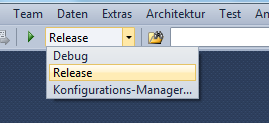 Team Daten Extras Architektur Test An
Release
Debug
Release
Konfigurations-Manager...